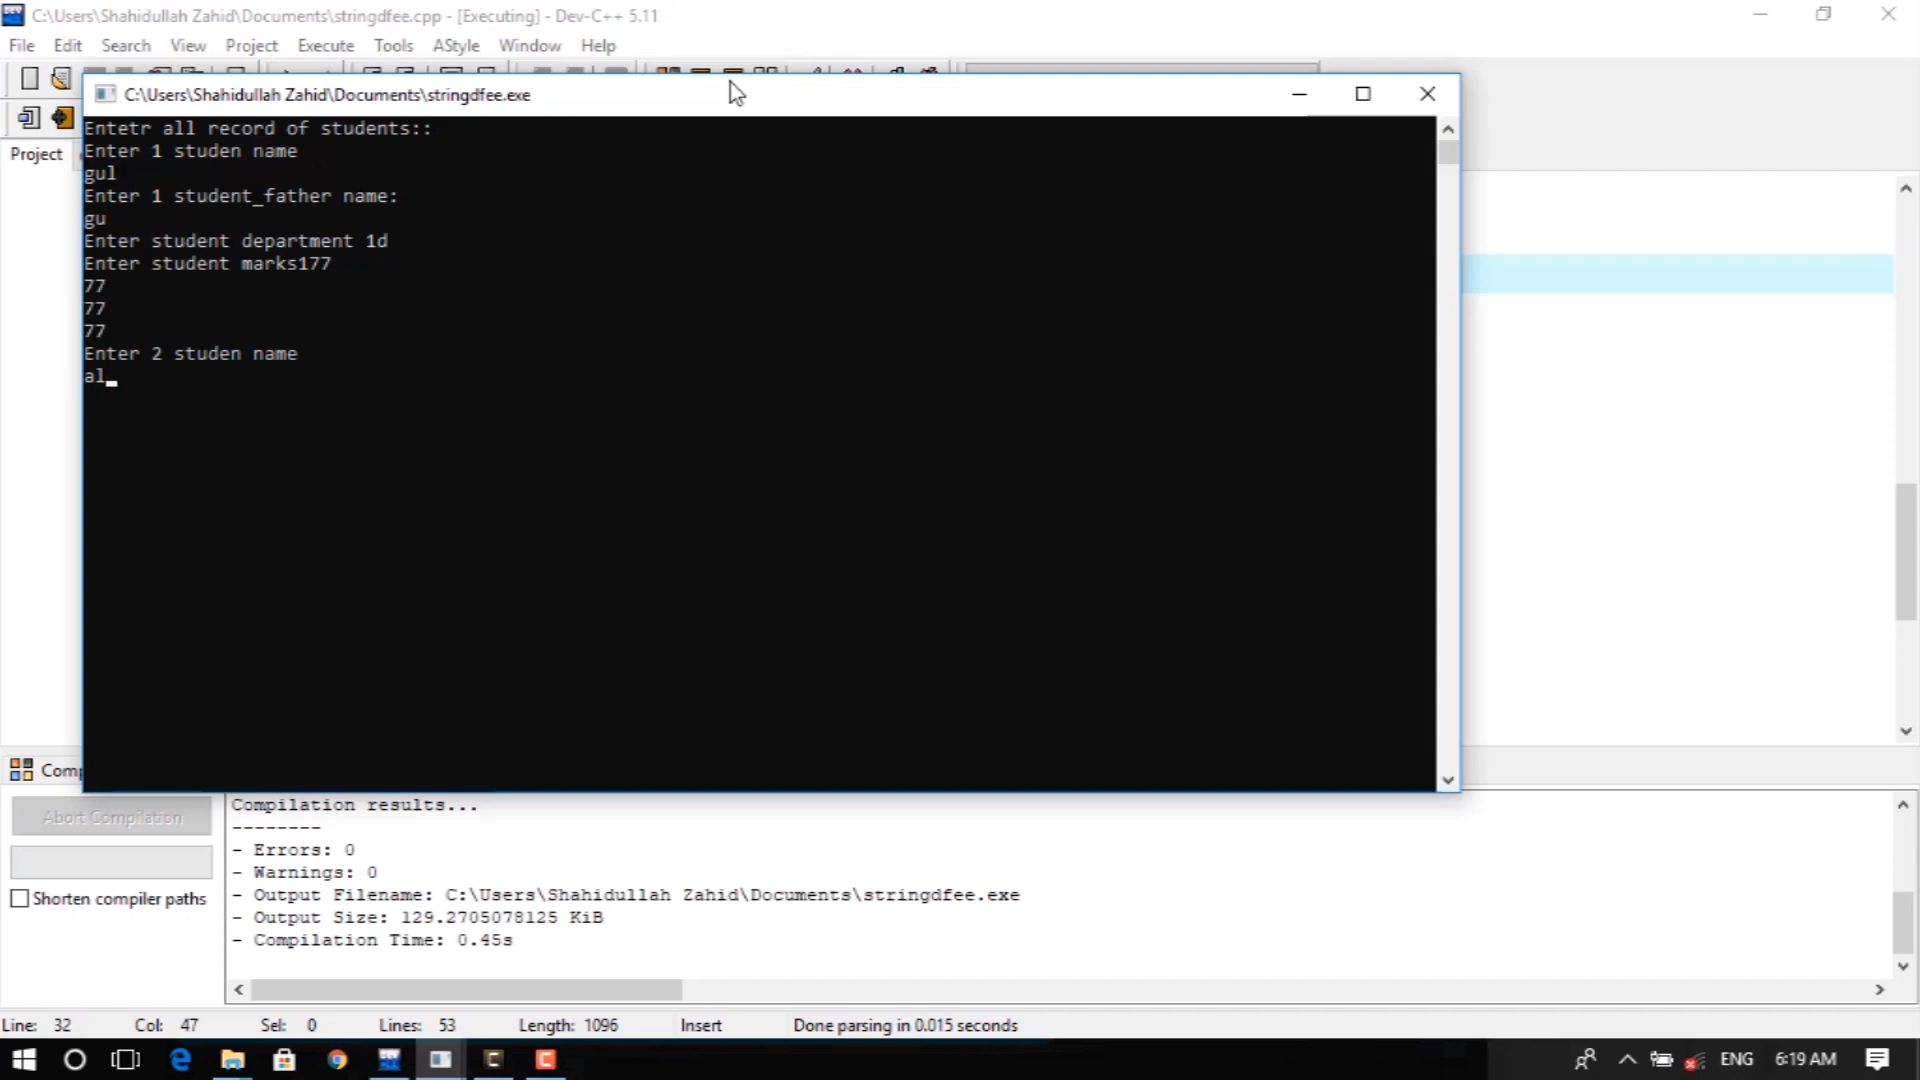 C:\Users\Shahidullah Zahid\Documents\stringdfee.cpp - [Executing] - Dev-C++ 5.11
File Edit Search View Project Execute Tools AStyle Window Help
C:\Users\Shahidullah Zahid\Documents\stringdfee.exe
Project
Entetr all record of students::
Enter 1 studen name
gul
Enter 1 student_father name:
gu
Enter student department 1d
Enter student marks177
77
77
77
Enter 2 studen name
al
Comp
Abort Compilation
Shorten compiler paths
Compilation results...
--------
- Errors: 0
- Warnings: 0
- Output Filename: C:\Users\Shahidullah Zahid\Documents\stringdfee.exe
- Output Size: 129.2705078125 KiB
- Compilation Time: 0.45s
Line: 32 Col: 47 Sel: 0 Lines: 53 Length: 1096 Insert Done parsing in 0.015 seconds
ENG 6:19 AM